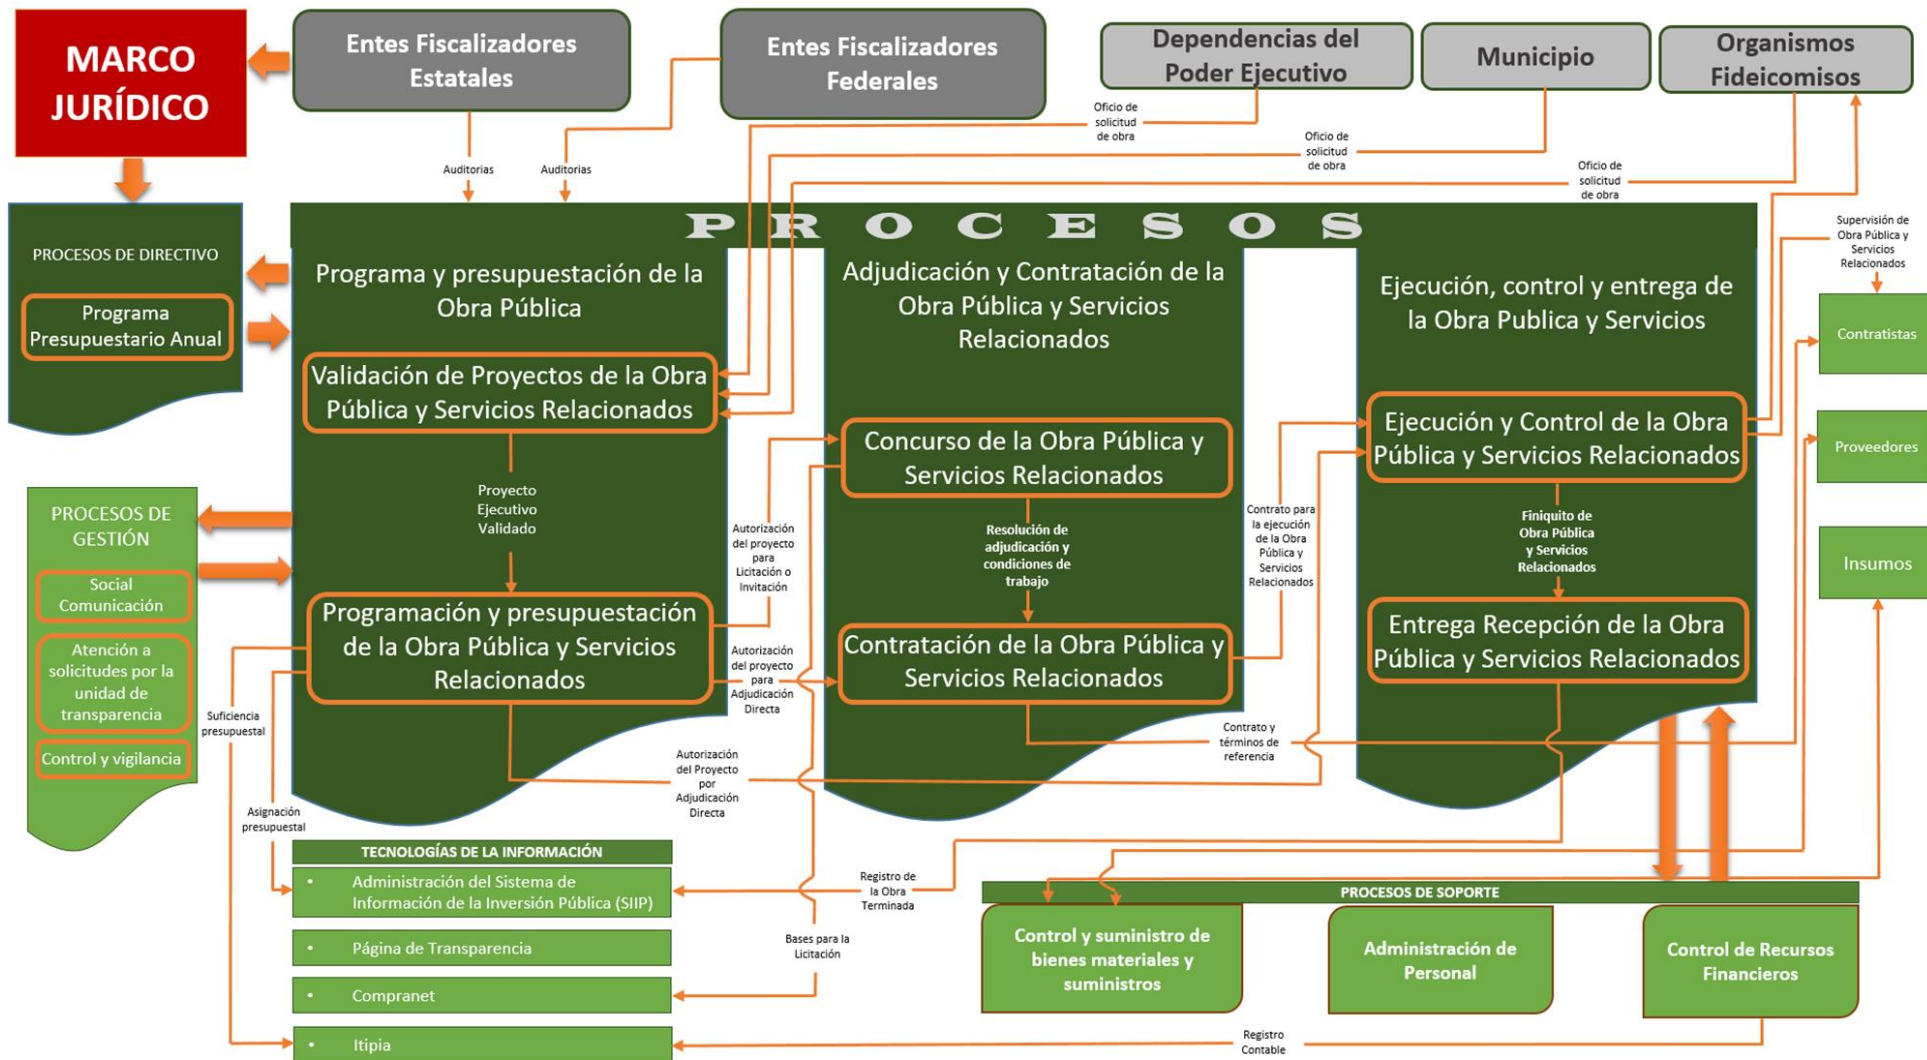 MARCO
JURÍDICO
Entes Fiscalizadores
Estatales
Entes Fiscalizadores
Federales
Dependencias del
Poder Ejecutivo
Municipio
Organismos
Fideicomisos
Auditorias
Auditorias
Oficio de
solicitud
de obra
Oficio de
solicitud
de obra
Oficio de
solicitud
de obra
PROCESOS
PROCESOS DE DIRECTIVO
Programa
Presupuestario Anual
PROCESOS DE
GESTIÓN
Social
Comunicación
Atención a
solicitudes por la
unidad de
transparencia
Control y vigilancia
Programa y presupuestación de la
Obra Pública
Validación de Proyectos de la Obra
Pública y Servicios Relacionados
Proyecto
Ejecutivo
Validado
Programación y presupuestación
de la Obra Pública y Servicios
Relacionados
Suficiencia
presupuestal
Asignación
presupuestal
Autorización
del proyecto
para
Licitación o
Invitación
Autorización
del proyecto
para
Adjudicación
Directa
Autorización
del Proyecto
por
Adjudicación
Directa
Adjudicación y Contratación de la
Obra Pública y Servicios
Relacionados
Concurso de la Obra Pública y
Servicios Relacionados
Resolución de
adjudicación y
condiciones de
trabajo
Contratación de la Obra Pública y
Servicios Relacionados
Contrato para
la ejecución
de la Obra
Pública y
Servicios
Relacionados
Contrato y
términos de
referencia
Ejecución, control y entrega de
la Obra Publica y Servicios
Ejecución y Control de la Obra
Pública y Servicios Relacionados
Finiquito de
Obra Pública
y Servicios
Relacionados
Entrega Recepción de la Obra
Pública y Servicios Relacionados
Supervisión de
Obra Pública y
Servicios
Relacionados
Contratistas
Proveedores
Insumos
TECNOLOGÍAS DE LA INFORMACIÓN
• Administración del Sistema de
Información de la Inversión Pública (SIIP)
• Página de Transparencia
• Compranet
• Itipia
Registro de
la Obra
Terminada
Bases para la
Licitación
Registro
Contable
PROCESOS DE SOPORTE
Control y suministro de
bienes materiales y
suministros
Administración de
Personal
Control de Recursos
Financieros